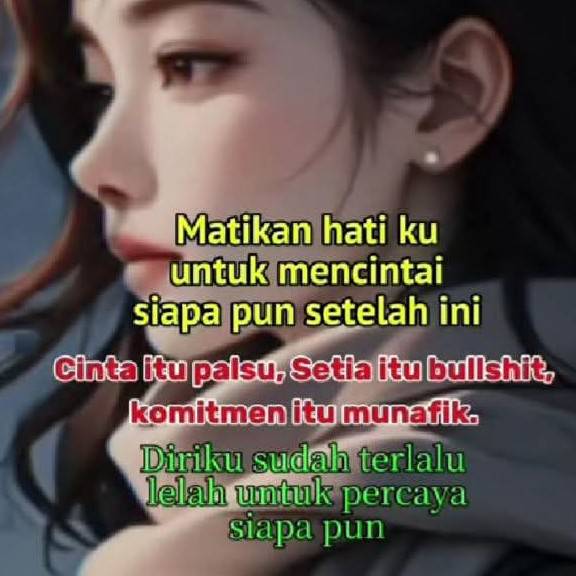 Matikan hati ku
untuk mencintai
siapa pun setelah ini
Cinta itu palsu, Setia itu bullshit,
komitmen itu munafik.
Diriku sudah terlalu
lelah untuk percaya
siapa pun